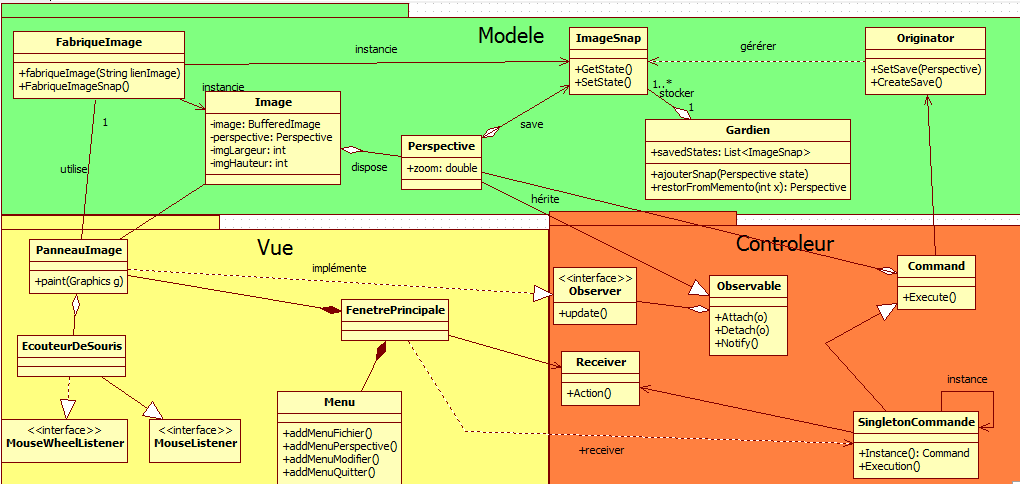 Modele
FabriqueImage
+fabriqueImage(String lienImage)
+FabriqueImageSnap()
instancie
ImageSnap
+GetState()
+SetState()
gérérer
Originator
+SetSave(Perspective)
+CreateSave()
instancie
Image
-image: BufferedImage
-perspective: Perspective
-imgLargeur: int
-imgHauteur: int
1..*
stocker
1
Gardien
+savedStates: List<ImageSnap>
+ajouterSnap(Perspective state)
+restorFromMemento(int x): Perspective
1
save
Perspective
+zoom: double
dispose
utilise
hérite
Vue
Controleur
PanneauImage
+paint(Graphics g)
implémente
<<interface>>
Observer
+update()
Observable
+Attach(o)
+Detach(o)
+Notify()
Command
+Execute()
FenetrePrincipale
EcouteurDeSouris
Receiver
+Action()
instance
Menu
+addMenuFichier()
+addMenuPerspective()
+addMenuModifier()
+addMenuQuitter()
<<interface>>
MouseWheelListener
<<interface>>
MouseListener
+receiver
SingletonCommande
+Instance(): Command
+Execution()